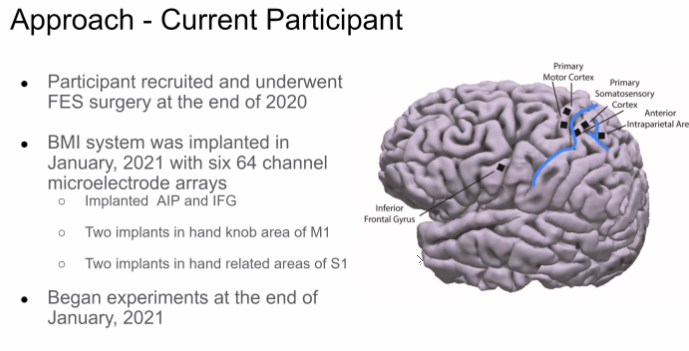 Approach - Current Participant
Participant recruited and underwent
FES surgery at the end of 2020
BMI system was implanted in
January, 2021 with six 64 channel
microelectrode arrays
Implanted AIP and IFG
Two implants in hand knob area of M1
Two implants in hand related areas of S1
Began experiments at the end of
January, 2021
Primary
Motor Cortex
Primary
Somatosensory
Cortex
Anterior
Intraparietal Are
Inferior
Frontal Gyrus